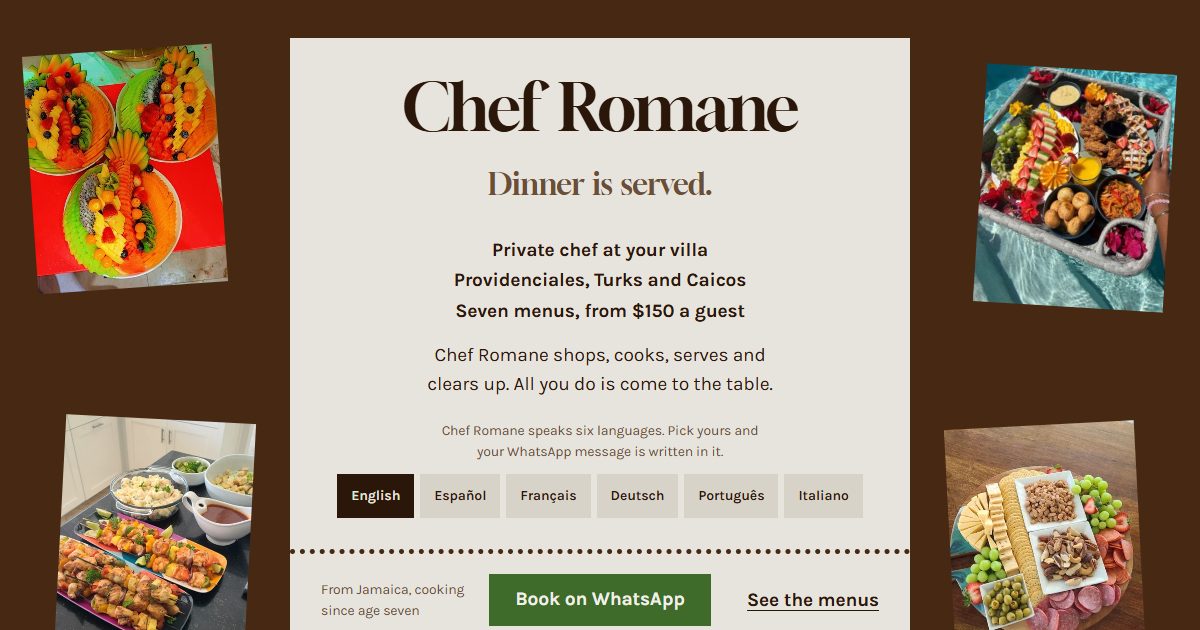 Chef Romane
Dinner is served.
Private chef at your villa
Providenciales, Turks and Caicos
Seven menus, from $150 a guest
Chef Romane shops, cooks, serves and
clears up. All you do is come to the table.
Chef Romane speaks six languages. Pick yours and
your WhatsApp message is written in it.
English
Español
Français
Deutsch
Português
Italiano
From Jamaica, cooking
since age seven
Book on WhatsApp
See the menus